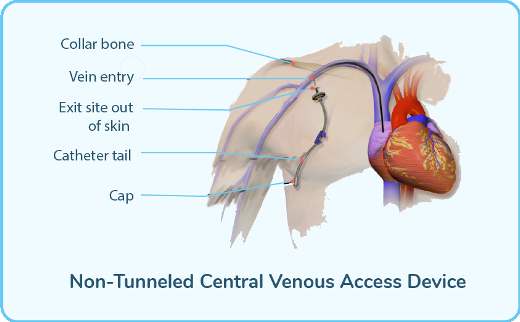 Collar bone
Vein entry
Exit site out
of skin
Catheter tail
Cap
Non-Tunneled Central Venous Access Device